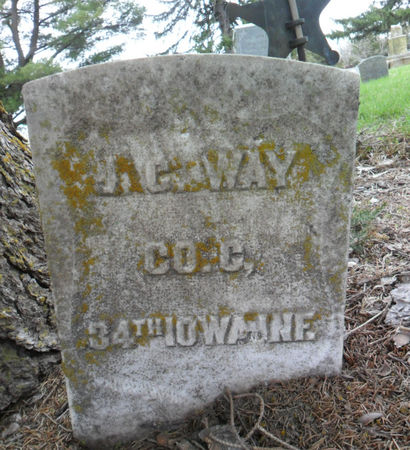 J. C. WAY
CO. C,
34TH IOWA INF.